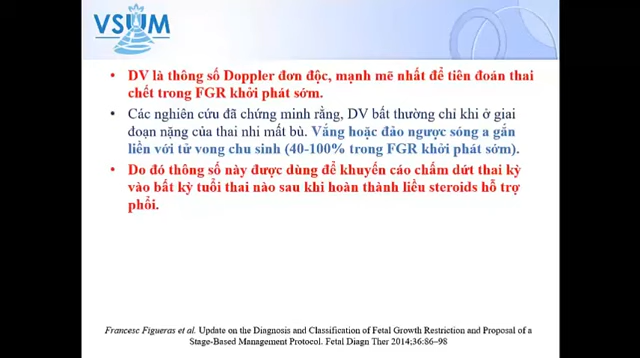 VSUM
• DV là thông số Doppler đơn độc, mạnh mẽ nhất để tiên đoán thai
chết trong FGR khởi phát sớm.
• Các nghiên cứu đã chứng minh rằng, DV bất thường chỉ khi ở giai
đoạn nặng của thai nhi mất bù. Vắng hoặc đảo ngược sóng a gắn
liền với tử vong chu sinh (40-100% trong FGR khởi phát sớm).
• Do đó thông số này được dùng để khuyến cáo chấm dứt thai kỳ
vào bất kỳ tuổi thai nào sau khi hoàn thành liều steroids hỗ trợ
phổi.
Francesc Figueras et al. Update on the Diagnosis and Classification of Fetal Growth Restriction and Proposal of a
Stage-Based Management Protocol. Fetal Diagn Ther 2014;36:86–98